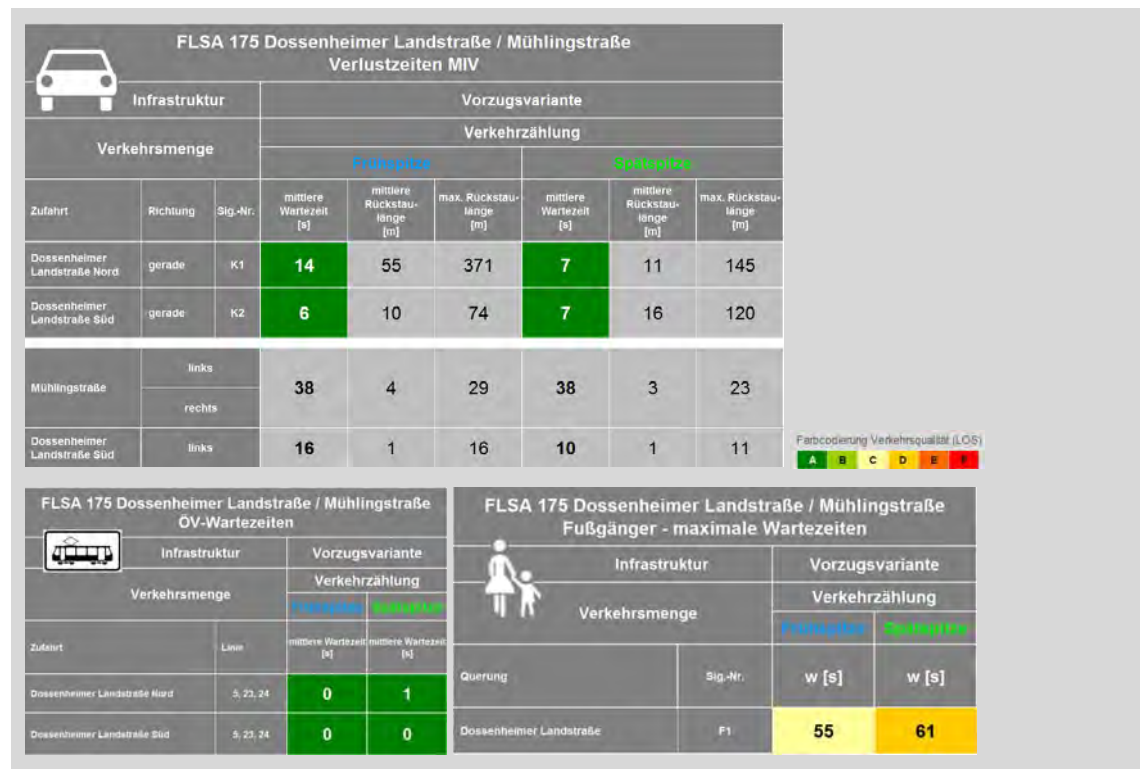 FLSA 175 Dossenheimer Landstraße / Mühlingstraße
Verlustzeiten MIV
Infrastruktur
Vorzugsvariante
Verkehrsmenge
Verkehrzählung
Frühspitze Spätspitze
Zufahrt Richtung Sig.-Nr. mittlere Wartezeit [s] mittlere Rückstau-länge [m] max. Rückstau-länge [m] mittlere Wartezeit [s] mittlere Rückstau-länge [m] max. Rückstau-länge [m]
Dossenheimer Landstraße Nord gerade K1 14 55 371 7 11 145
Dossenheimer Landstraße Süd gerade K2 6 10 74 7 16 120
Mühlingstraße links rechts 38 4 29 38 3 23
Dossenheimer Landstraße Süd links 16 1 16 10 1 11
Farbcodierung Verkehrsqualität (LOS)
A B C D E F
FLSA 175 Dossenheimer Landstraße / Mühlingstraße
ÖV-Wartezeiten
Infrastruktur Vorzugsvariante
Verkehrsmenge Verkehrzählung
Frühspitze Spätspitze
Zufahrt Linie mittlere Wartezeit [s] mittlere Wartezeit [s]
Dossenheimer Landstraße Nord 5, 23, 24 0 1
Dossenheimer Landstraße Süd 5, 23, 24 0 0
FLSA 175 Dossenheimer Landstraße / Mühlingstraße
Fußgänger - maximale Wartezeiten
Infrastruktur Vorzugsvariante
Verkehrsmenge Verkehrzählung
Frühspitze Spätspitze
Querung Sig.-Nr. w [s] w [s]
Dossenheimer Landstraße F1 55 61